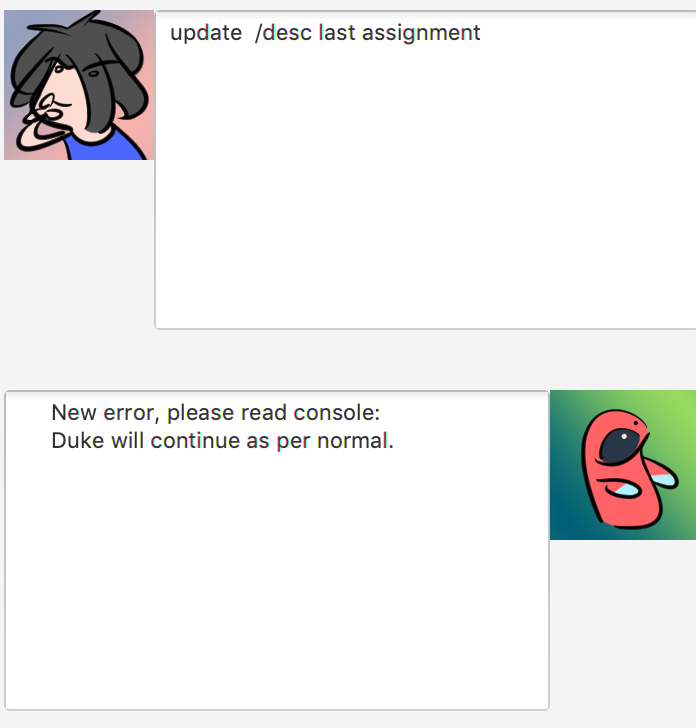 update  /desc last assignment
New error, please read console:
Duke will continue as per normal.